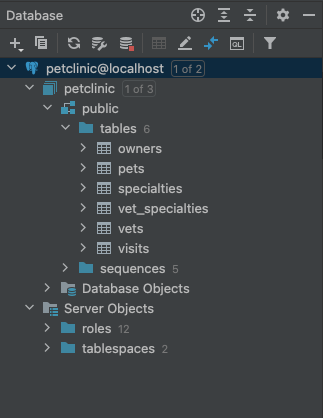 Database
QL
petclinic@localhost 1 of 2
petclinic 1 of 3
public
tables 6
owners
pets
specialties
vet_specialties
vets
visits
sequences 5
Database Objects
Server Objects
roles 12
tablespaces 2